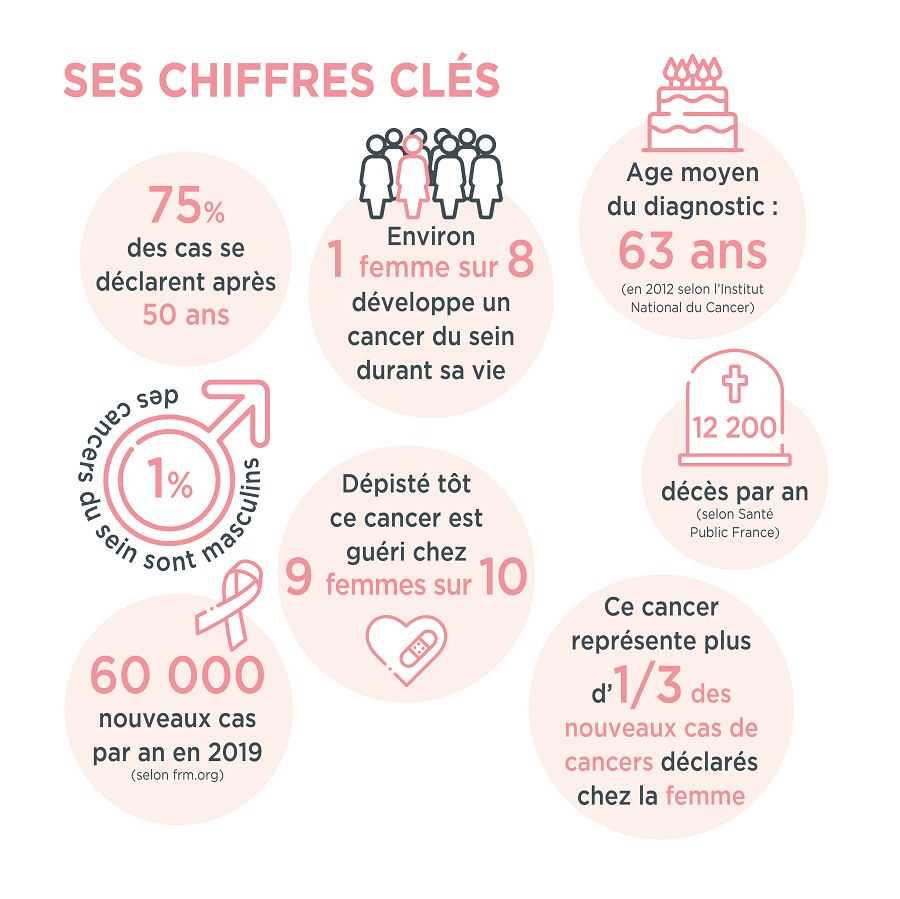 SES CHIFFRES CLÉS
75%
des cas se
déclarent après
50 ans
Environ
1 femme sur 8
développe un
cancer du sein
durant sa vie
Age moyen
du diagnostic :
63 ans
(en 2012 selon l'Institut
National du Cancer)
1%
des cancers du sein sont masculins
Dépisté tôt
ce cancer est
guéri chez
9 femmes sur 10
12 200
décès par an
(selon Santé
Public France)
60 000
nouveaux cas
par an en 2019
(selon frm.org)
Ce cancer
représente plus
d'1/3 des
nouveaux cas de
cancers déclarés
chez la femme